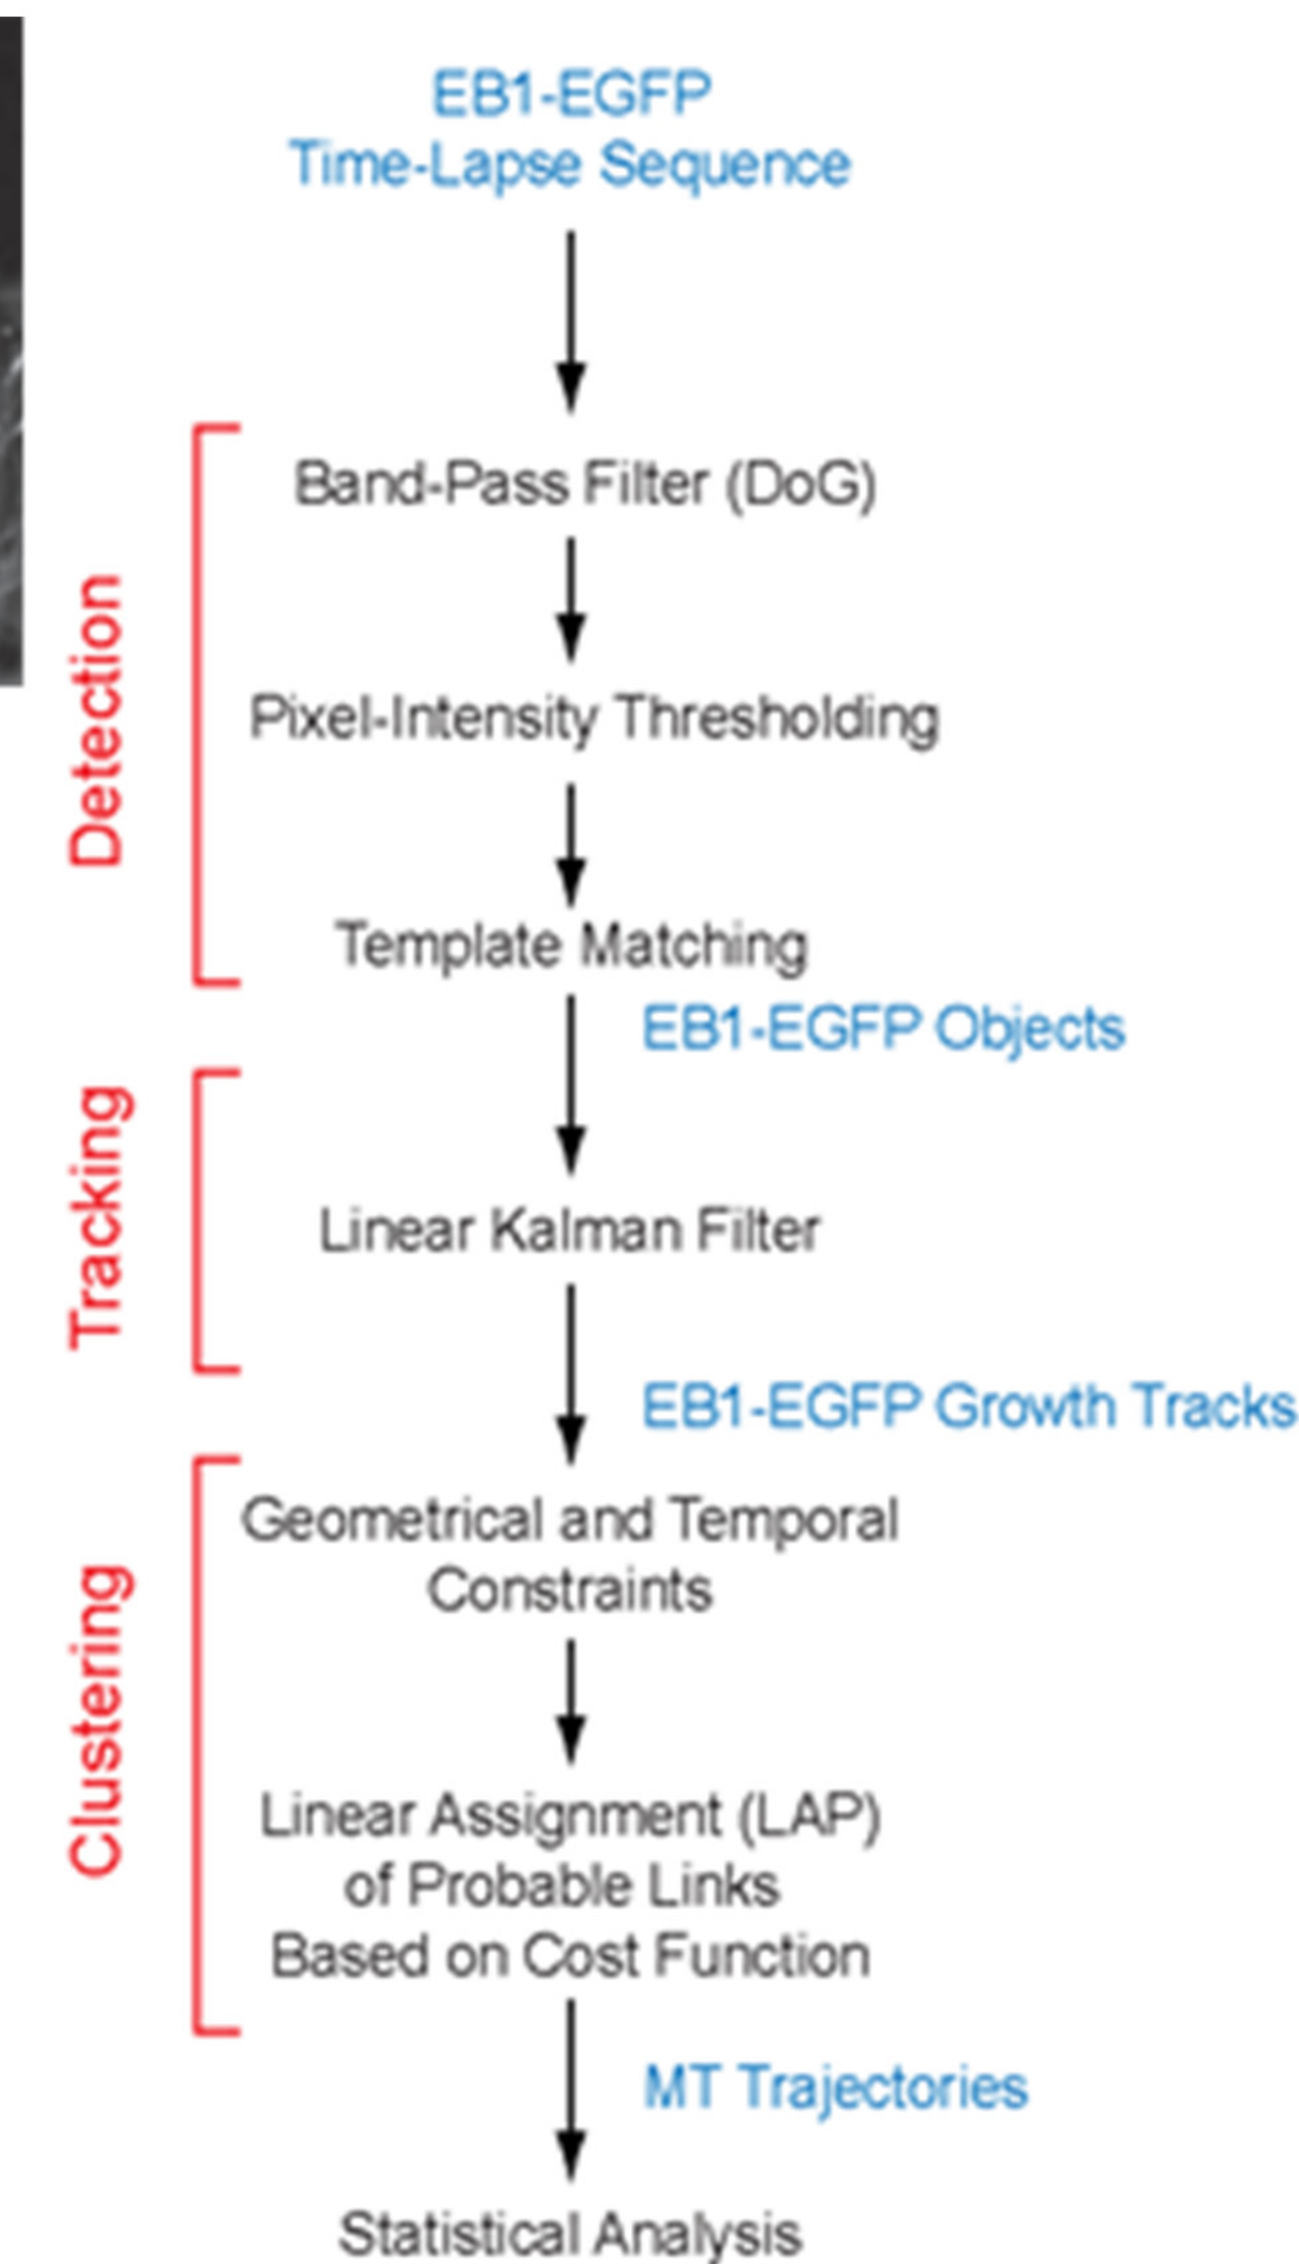 EB1-EGFP
Time-Lapse Sequence
Detection
Band-Pass Filter (DoG)
Pixel-Intensity Thresholding
Template Matching
EB1-EGFP Objects
Tracking
Linear Kalman Filter
EB1-EGFP Growth Tracks
Clustering
Geometrical and Temporal
Constraints
Linear Assignment (LAP)
of Probable Links
Based on Cost Function
MT Trajectories
Statistical Analysis